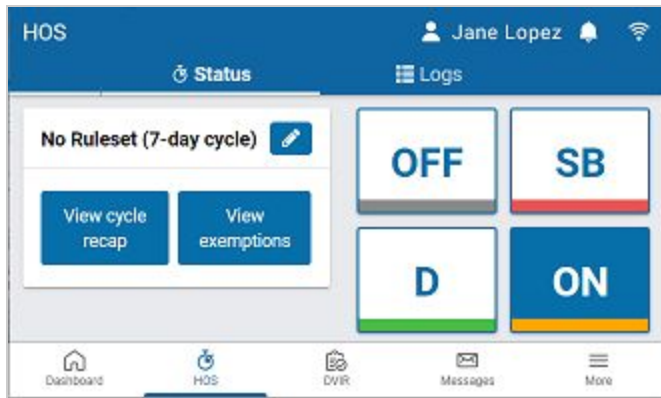 HOS
Jane Lopez
Status
Logs
No Ruleset (7-day cycle)
View cycle
recap
View
exemptions
OFF
SB
D
ON
Dashboard
HOS
DVIR
Messages
More